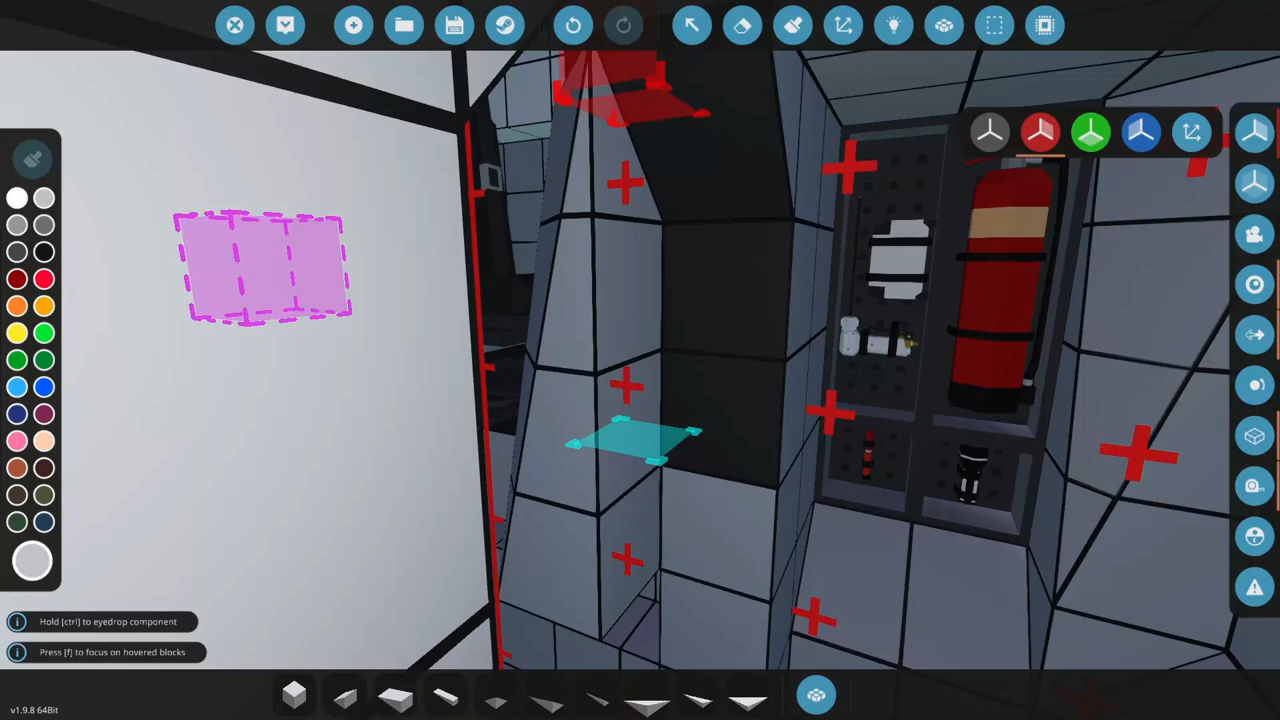 Hold [ctrl] to eyedrop component
Press [f] to focus on hovered blocks
v1.9.8 64Bit